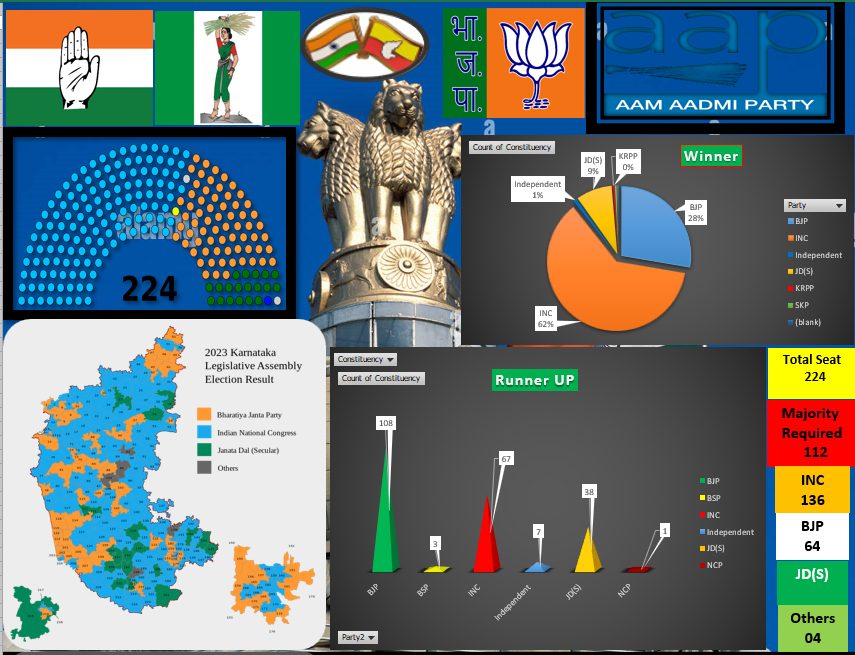 भा.
ज.
पा.
aap
AAM AADMI PARTY
a
a
224
Count of Constituency
Winner
KRPP
0%
JD(S)
9%
Independent
1%
BJP
28%
INC
62%
Party
BJP
INC
Independent
JD(S)
KRPP
SKP
(blank)
2023 Karnataka
Legislative Assembly
Election Result
Bharatiya Janta Party
Indian National Congress
Janata Dal (Secular)
Others
Constituency
Count of Constituency
Runner UP
108
3
67
7
38
1
BJP
BSP
INC
Independent
JD(S)
NCP
BJP
BSP
INC
Independent
JD(S)
NCP
Party2
Total Seat
224
Majority
Required
112
INC
136
BJP
64
JD(S)
Others
04